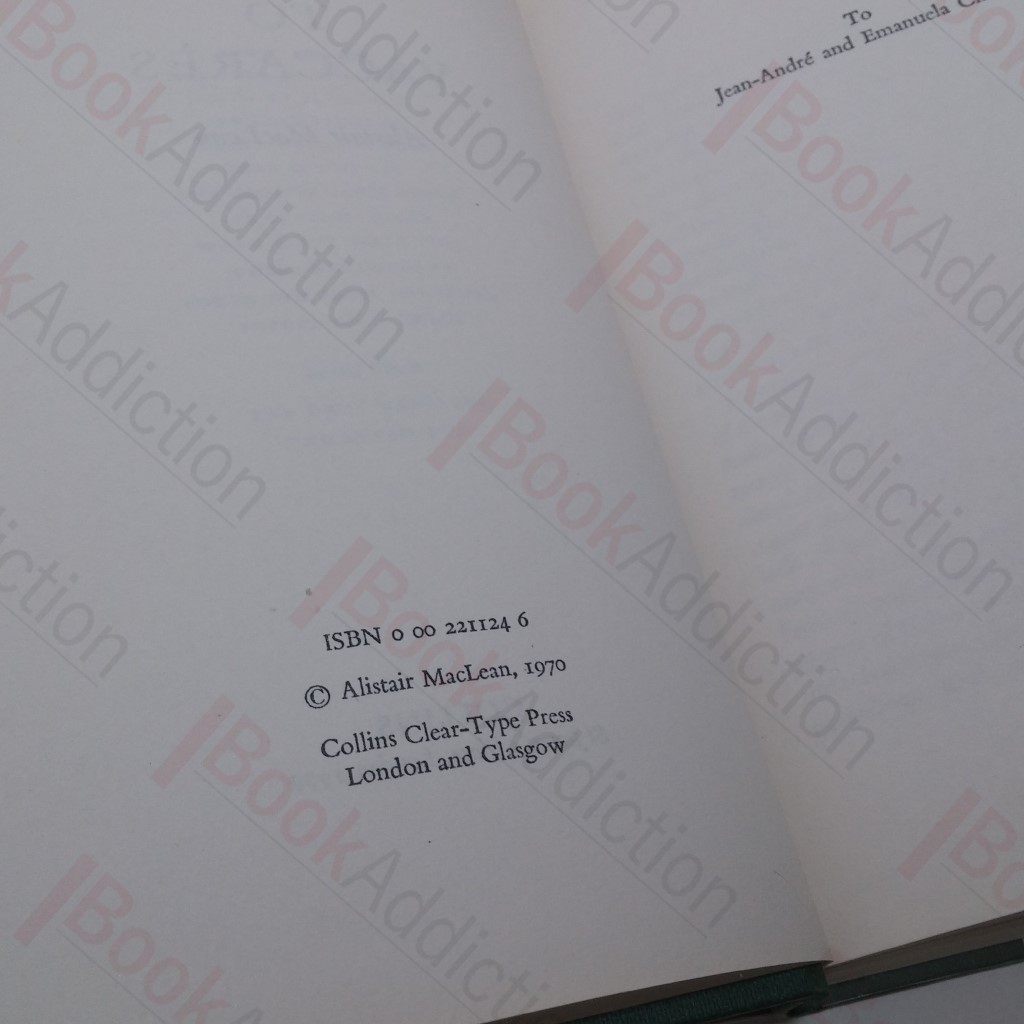 ISBN 0 00 221124 6
© Alistair MacLean, 1970
Collins Clear-Type Press
London and Glasgow
To
Jean-André and Emanuela
BookAddiction